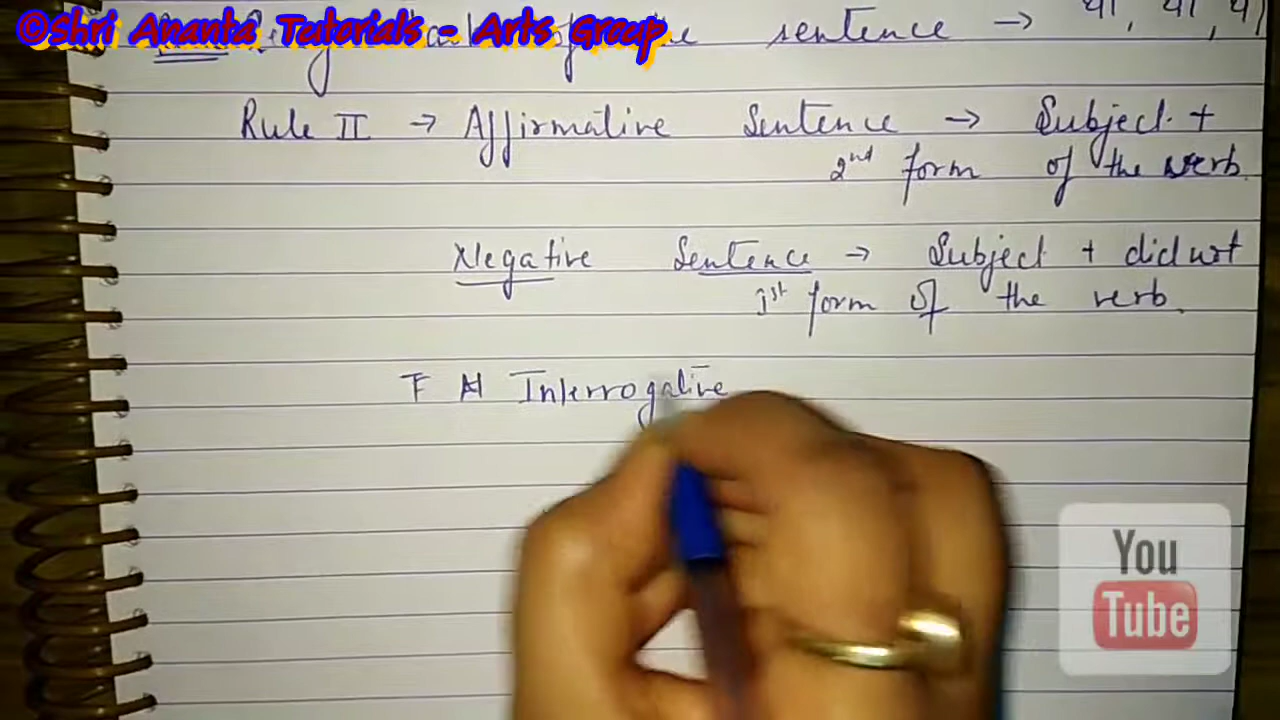 ©Shri Ananta Tutorials - Arts Group
sentence →
Rule II → Affirmative Sentence → Subject +
2nd form of the verb.
Negative Sentence → Subject + did not
1st form of the verb.
Interrogative
You
Tube